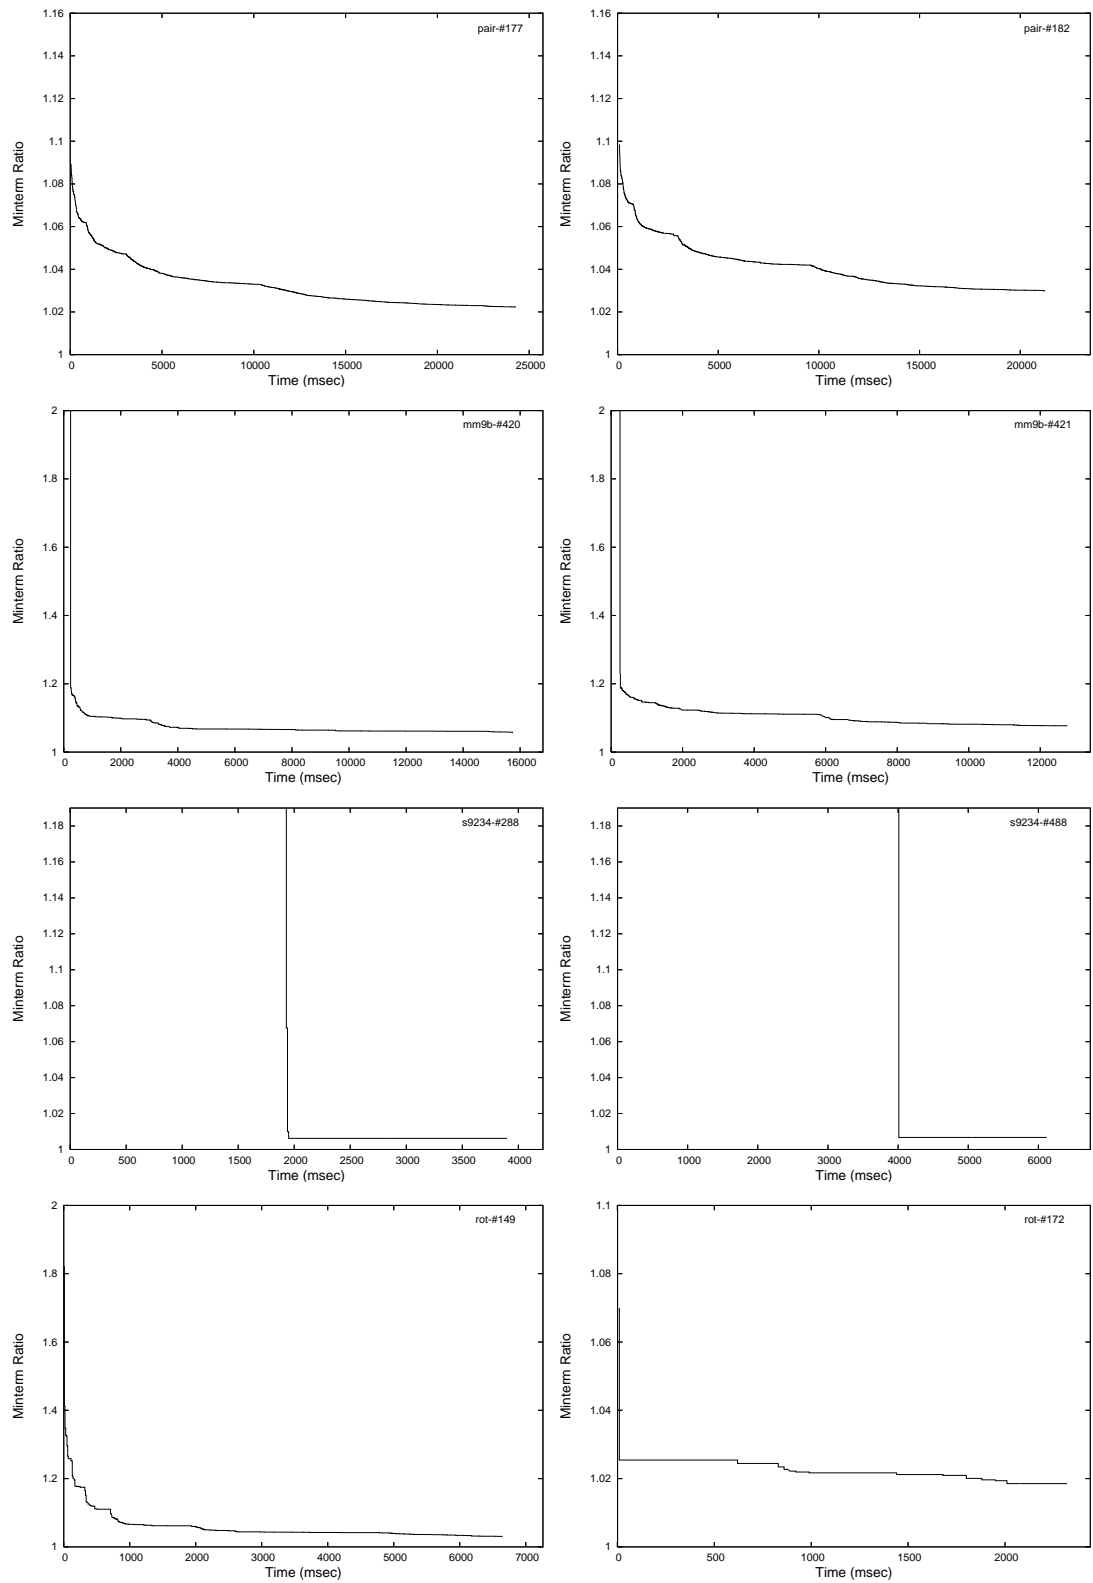 1.16
pair-#177
1.14
1.12
1.1
1.08
1.06
1.04
1.02
1
Minterm Ratio
0 5000 10000 15000 20000 25000
Time (msec)
1.16
pair-#182
1.14
1.12
1.1
1.08
1.06
1.04
1.02
1
Minterm Ratio
0 5000 10000 15000 20000
Time (msec)
2
mm9b-#420
1.8
1.6
1.4
1.2
1
Minterm Ratio
0 2000 4000 6000 8000 10000 12000 14000 16000
Time (msec)
2
mm9b-#421
1.8
1.6
1.4
1.2
1
Minterm Ratio
0 2000 4000 6000 8000 10000 12000
Time (msec)
s9234-#288
1.18
1.16
1.14
1.12
1.1
1.08
1.06
1.04
1.02
1
Minterm Ratio
0 500 1000 1500 2000 2500 3000 3500 4000
Time (msec)
s9234-#488
1.18
1.16
1.14
1.12
1.1
1.08
1.06
1.04
1.02
1
Minterm Ratio
0 1000 2000 3000 4000 5000 6000
Time (msec)
2
rot-#149
1.8
1.6
1.4
1.2
1
Minterm Ratio
0 1000 2000 3000 4000 5000 6000 7000
Time (msec)
1.1
rot-#172
1.08
1.06
1.04
1.02
1
Minterm Ratio
0 500 1000 1500 2000
Time (msec)